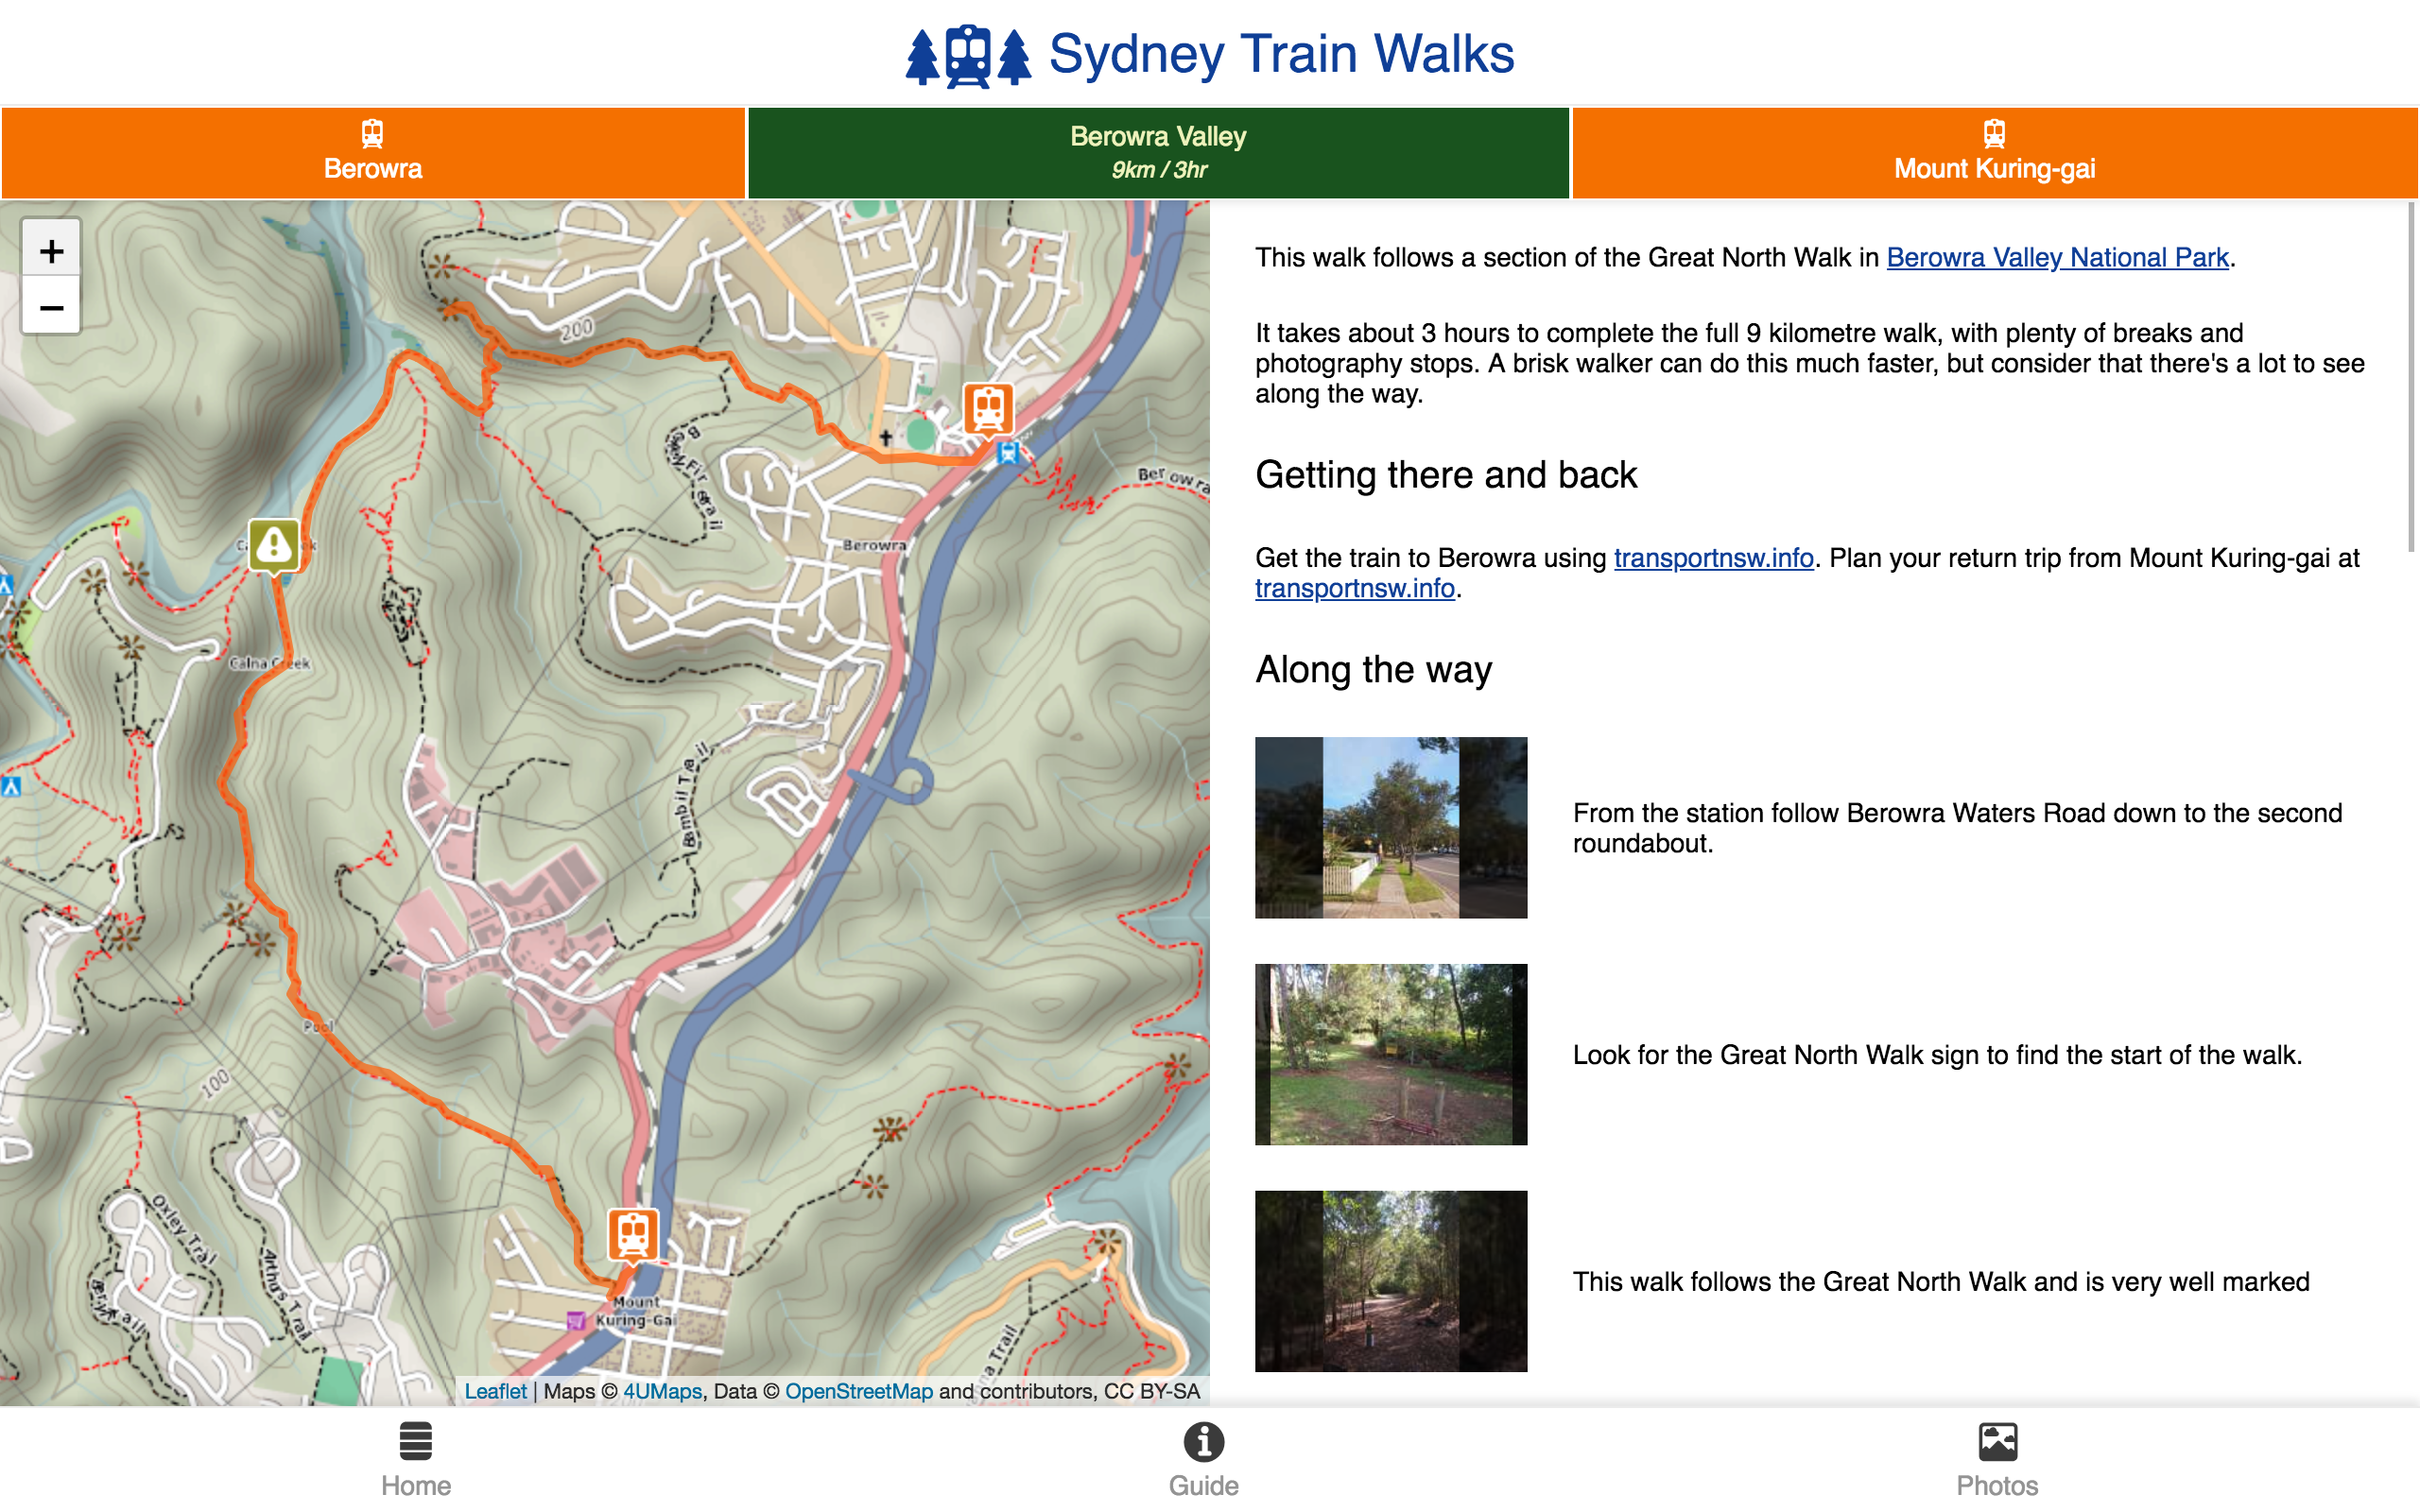 Sydney Train Walks
Berowra
Berowra Valley
9km / 3hr
Mount Kuring-gai
+
−
200
Berowra
Calna Creek
Bambil Trail
Pool
100
Oxley Trail
Arthurs Trail
Mount
Kuring-Gai
Leaflet | Maps © 4UMaps, Data © OpenStreetMap and contributors, CC BY-SA
This walk follows a section of the Great North Walk in Berowra Valley National Park.
It takes about 3 hours to complete the full 9 kilometre walk, with plenty of breaks and
photography stops. A brisk walker can do this much faster, but consider that there's a lot to see
along the way.
Getting there and back
Get the train to Berowra using transportnsw.info. Plan your return trip from Mount Kuring-gai at
transportnsw.info.
Along the way
From the station follow Berowra Waters Road down to the second
roundabout.
Look for the Great North Walk sign to find the start of the walk.
This walk follows the Great North Walk and is very well marked
Home
Guide
Photos